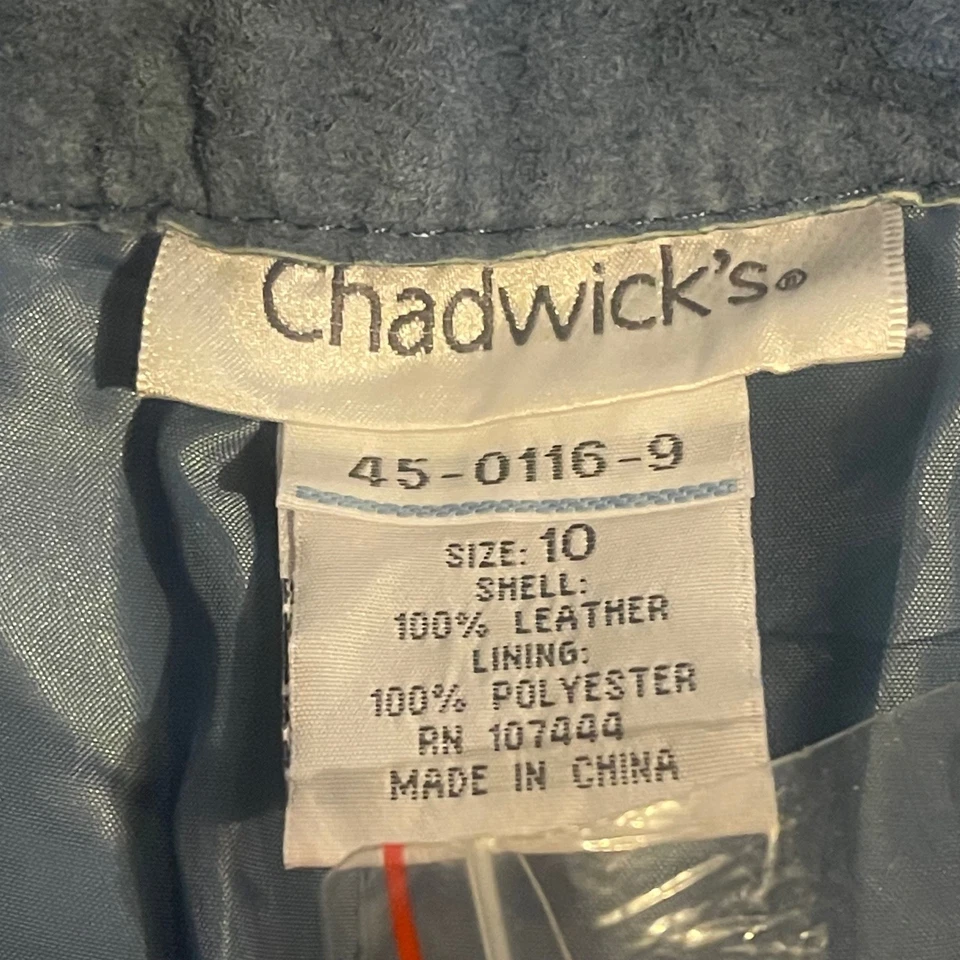 Chadwick's®
45-0116-9
SIZE: 10
SHELL:
100% LEATHER
LINING:
100% POLYESTER
RN 107444
MADE IN CHINA